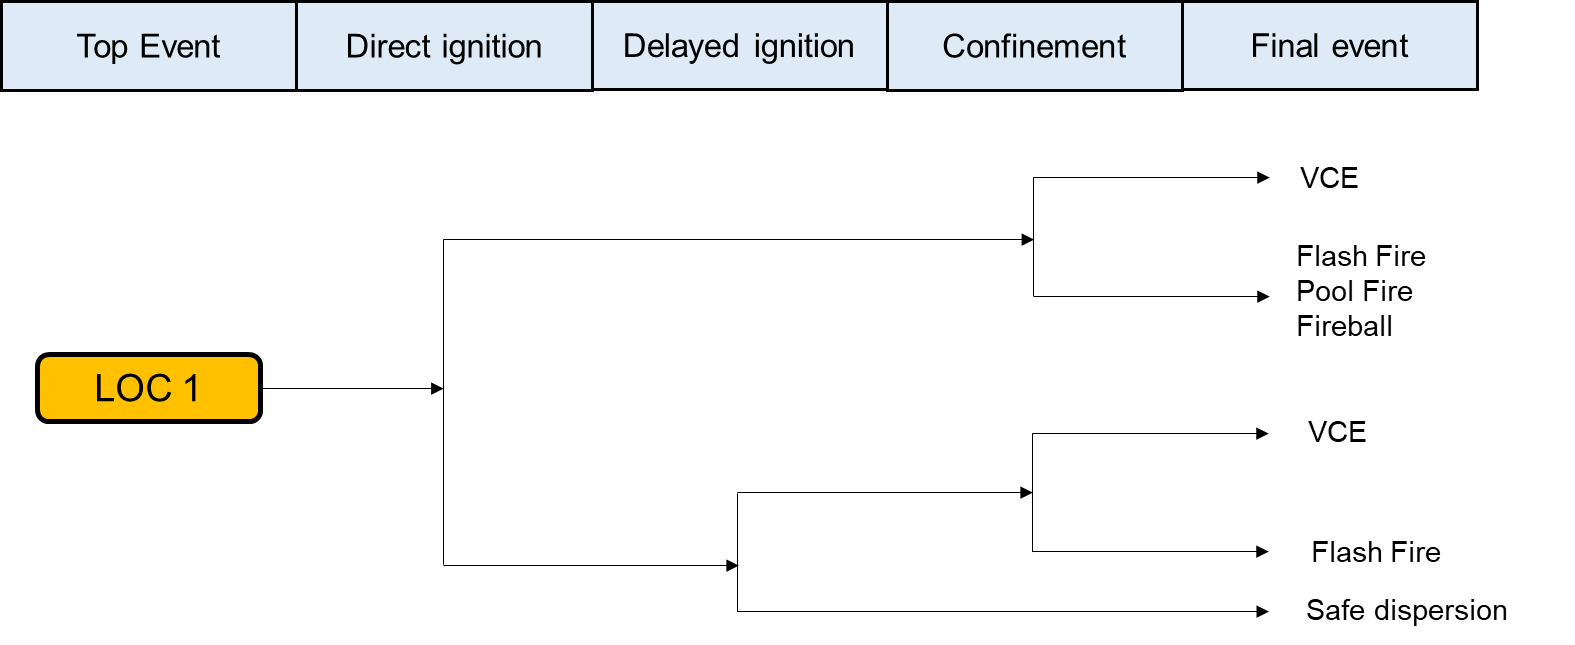 Top Event
Direct ignition
Delayed ignition
Confinement
Final event
VCE
Flash Fire
Pool Fire
Fireball
LOC 1
VCE
Flash Fire
Safe dispersion